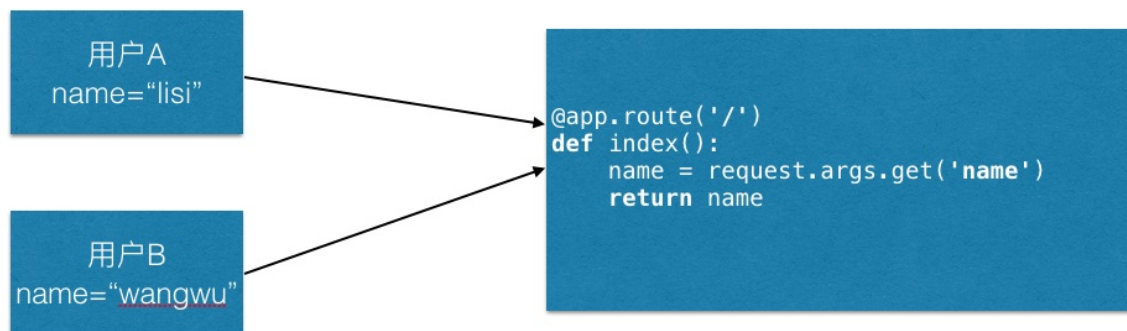 用户A
name=“lisi”
用户B
name=“wangwu”
@app.route('/')
def index():
    name = request.args.get('name')
    return name